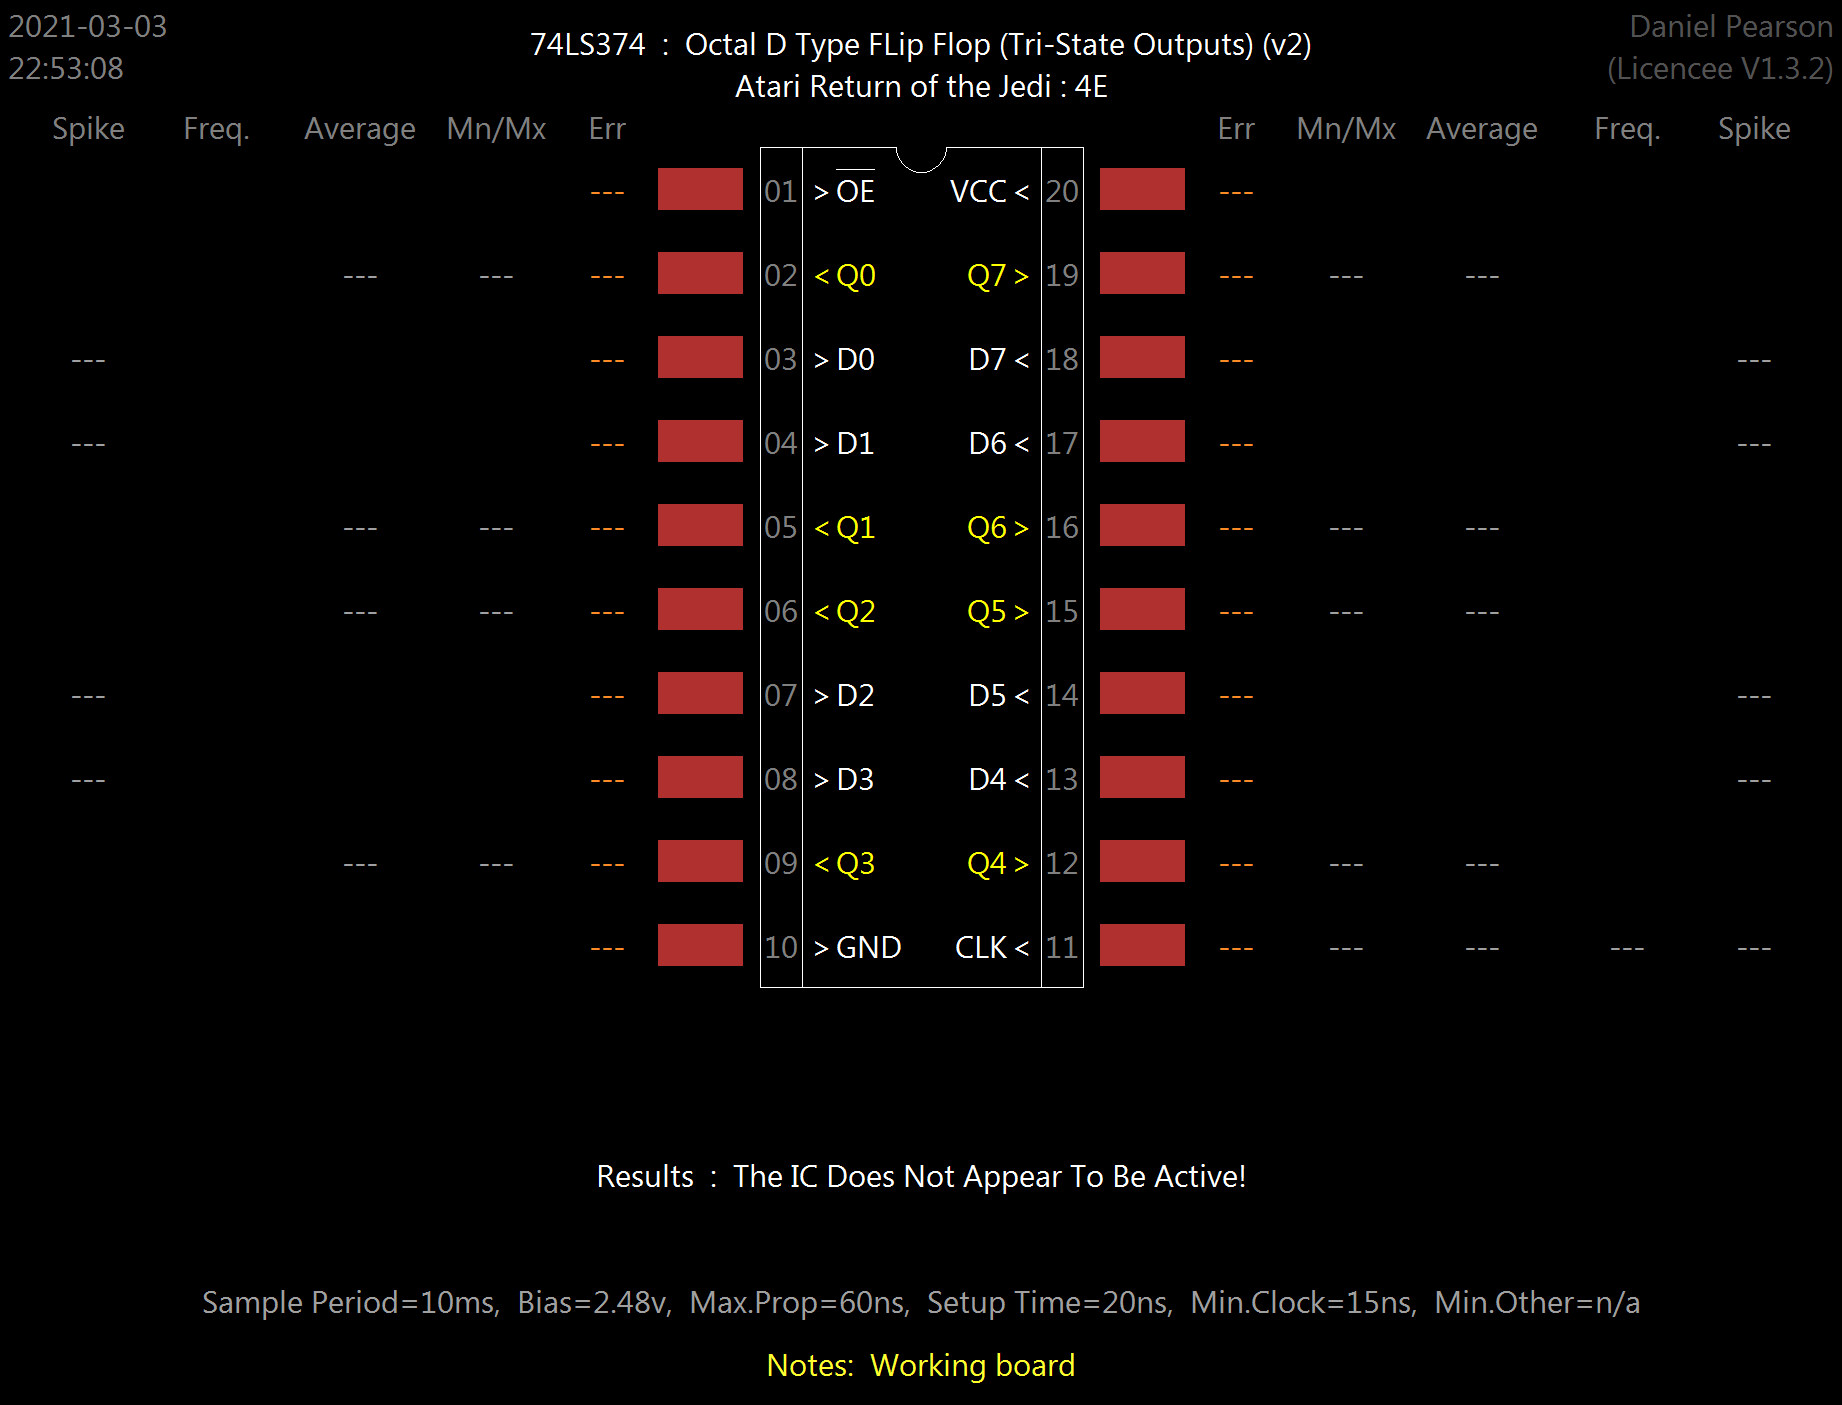 2021-03-03
22:53:08
74LS374 : Octal D Type FLip Flop (Tri-State Outputs) (v2)
Atari Return of the Jedi : 4E
Daniel Pearson
(Licencee V1.3.2)
Spike Freq. Average Mn/Mx Err Err Mn/Mx Average Freq. Spike
--- 01 > OE VCC < 20 ---
--- --- --- 02 < Q0 Q7 > 19 --- --- ---
--- --- 03 > D0 D7 < 18 --- ---
--- --- 04 > D1 D6 < 17 --- ---
--- --- --- 05 < Q1 Q6 > 16 --- --- ---
--- --- --- 06 < Q2 Q5 > 15 --- --- ---
--- --- 07 > D2 D5 < 14 --- ---
--- --- 08 > D3 D4 < 13 --- ---
--- --- --- 09 < Q3 Q4 > 12 --- --- ---
--- 10 > GND CLK < 11 --- --- --- --- ---
Results : The IC Does Not Appear To Be Active!
Sample Period=10ms, Bias=2.48v, Max.Prop=60ns, Setup Time=20ns, Min.Clock=15ns, Min.Other=n/a
Notes: Working board